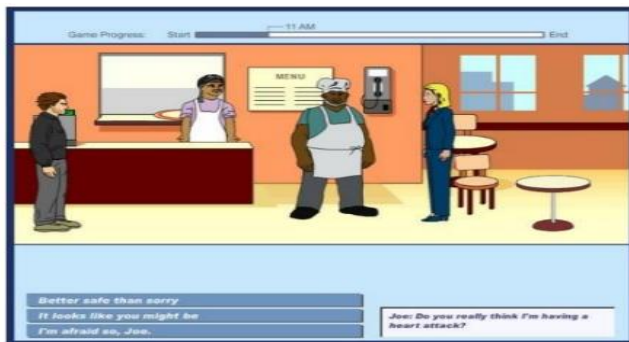 11 AM
Game Progress: Start End
MENU
Better safe than sorry
It looks like you might be
I'm afraid so, Joe.
Joe: Do you really think I'm having a
heart attack?